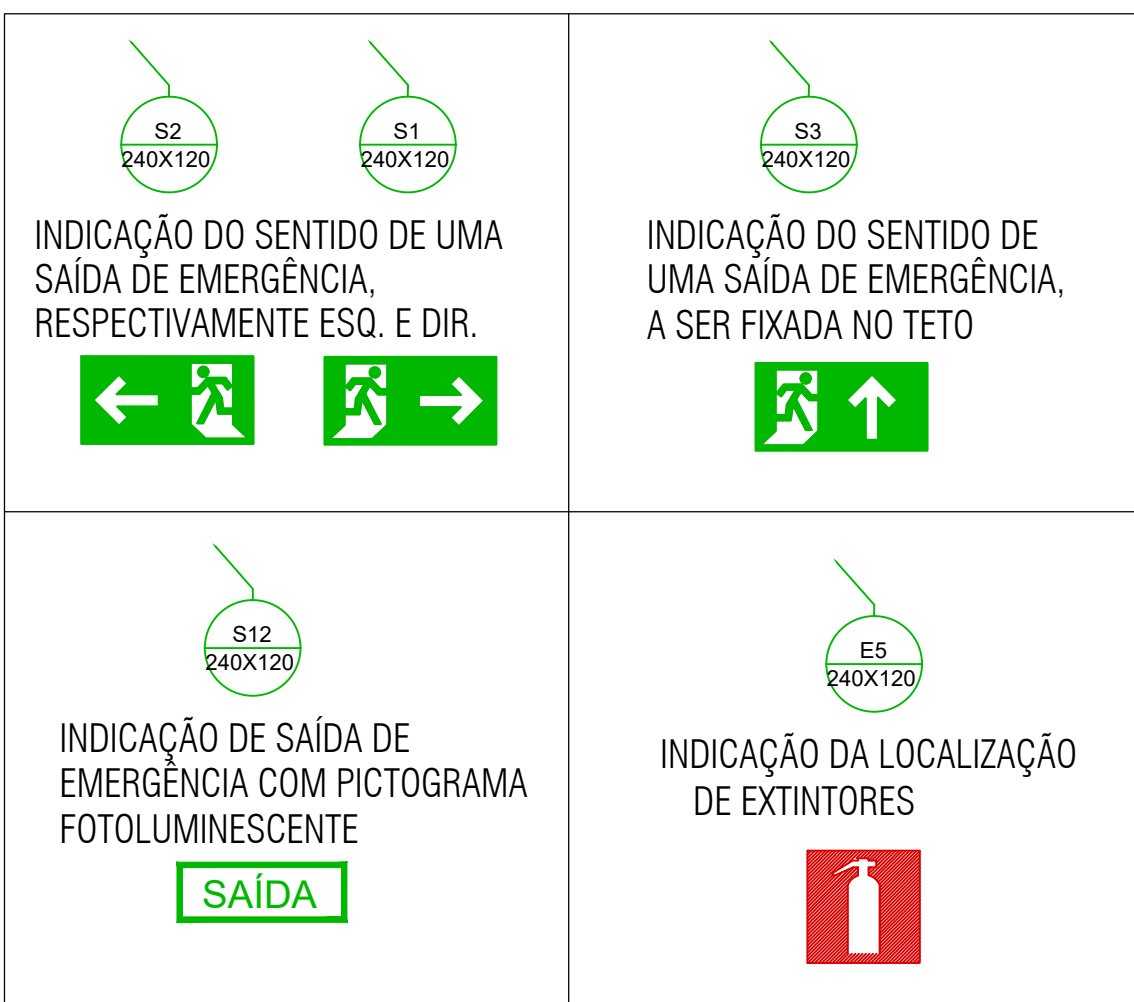 S2
240X120
S1
240X120
INDICAÇÃO DO SENTIDO DE UMA
SAÍDA DE EMERGÊNCIA,
RESPECTIVAMENTE ESQ. E DIR.
S3
240X120
INDICAÇÃO DO SENTIDO DE
UMA SAÍDA DE EMERGÊNCIA,
A SER FIXADA NO TETO
S12
240X120
INDICAÇÃO DE SAÍDA DE
EMERGÊNCIA COM PICTOGRAMA
FOTOLUMINESCENTE
SAÍDA
E5
240X120
INDICAÇÃO DA LOCALIZAÇÃO
DE EXTINTORES